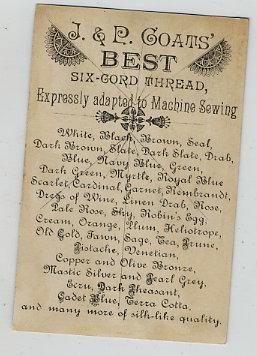 J. & P. COATS'
BEST
SIX-CORD THREAD,
Expressly adapted to Machine Sewing
White, Black, Brown, Seal,
Dark Brown, Slate, Dark Slate, Drab,
Blue, Navy Blue, Green,
Dark Green, Myrtle, Royal Blue
Scarlet, Cardinal, Garnet, Rembrandt,
Dregs of Wine, Linen Drab, Rose,
Pale Rose, Sky, Robin's Egg,
Cream, Orange, Plum, Heliotrope,
Old Gold, Fawn, Sage, Tea, Prune,
Pistache, Venetian,
Copper and Olive Bronze,
Mastic Silver and Pearl Grey,
Ecru, Dark Pheasant,
Cadet Blue, Terra Cotta.
and many more of silk-like quality.